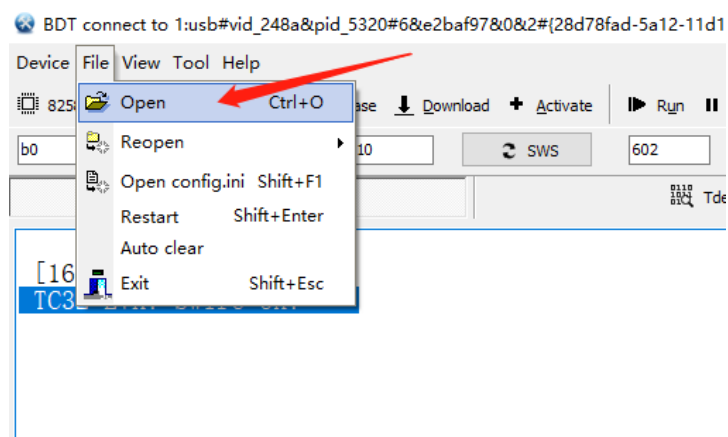 BDT connect to 1:usb#vid_248a&pid_5320#6&e2baf97&0&2#{28d78fad-5a12-11d1
Device File View Tool Help
825 Open Ctrl+O ase Download Activate Run
b0 Reopen 10 SWS 602
Open config.ini Shift+F1 Tde
Restart Shift+Enter
Auto clear
[16 Exit Shift+Esc
TC3